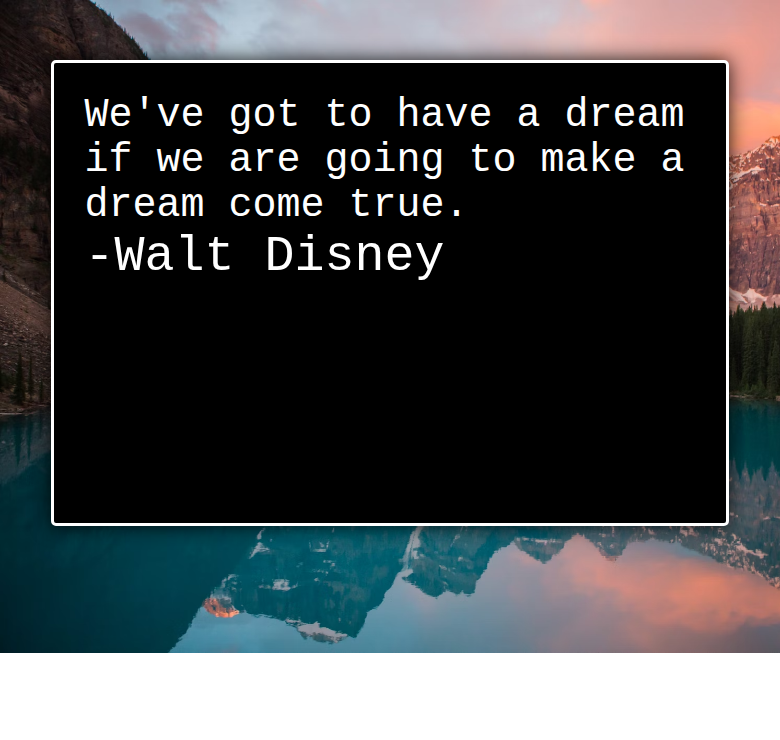 We've got to have a dream
if we are going to make a
dream come true.
-Walt Disney